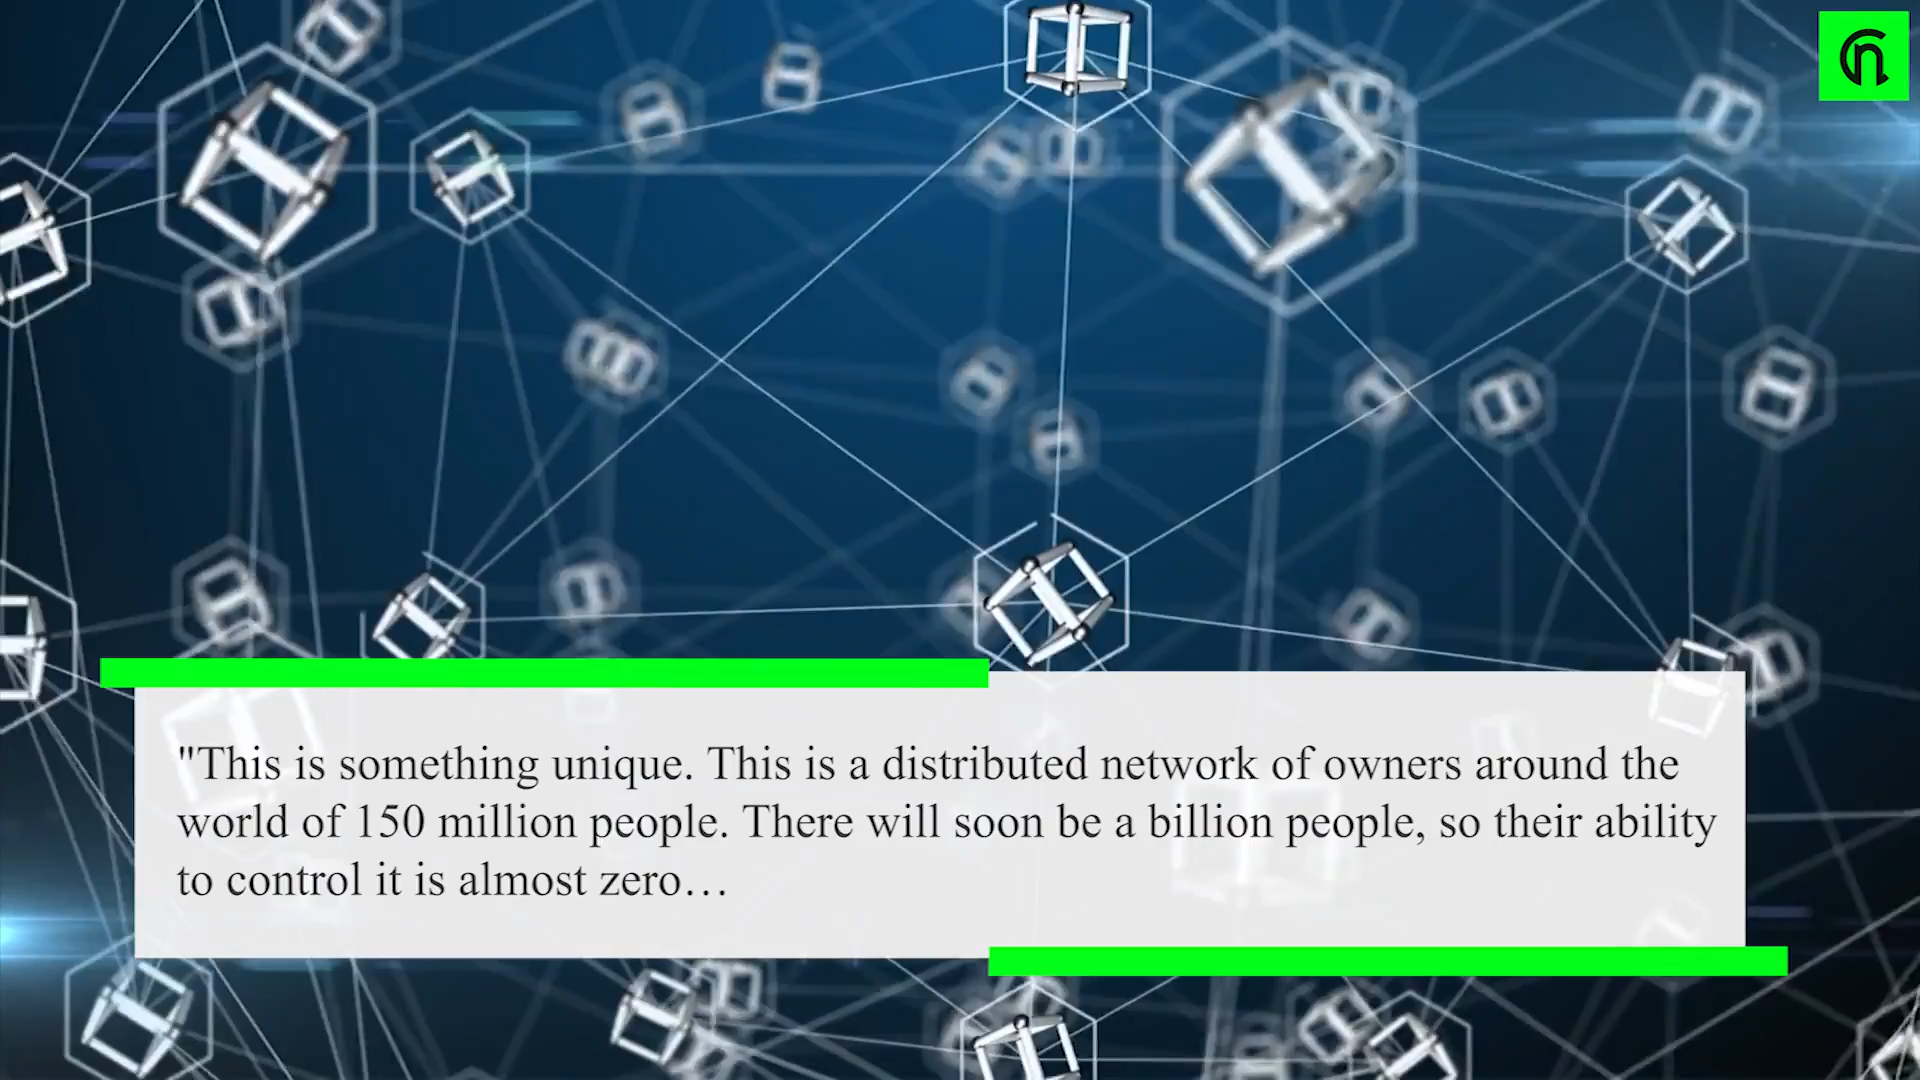 "This is something unique. This is a distributed network of owners around the
world of 150 million people. There will soon be a billion people, so their ability
to control it is almost zero…